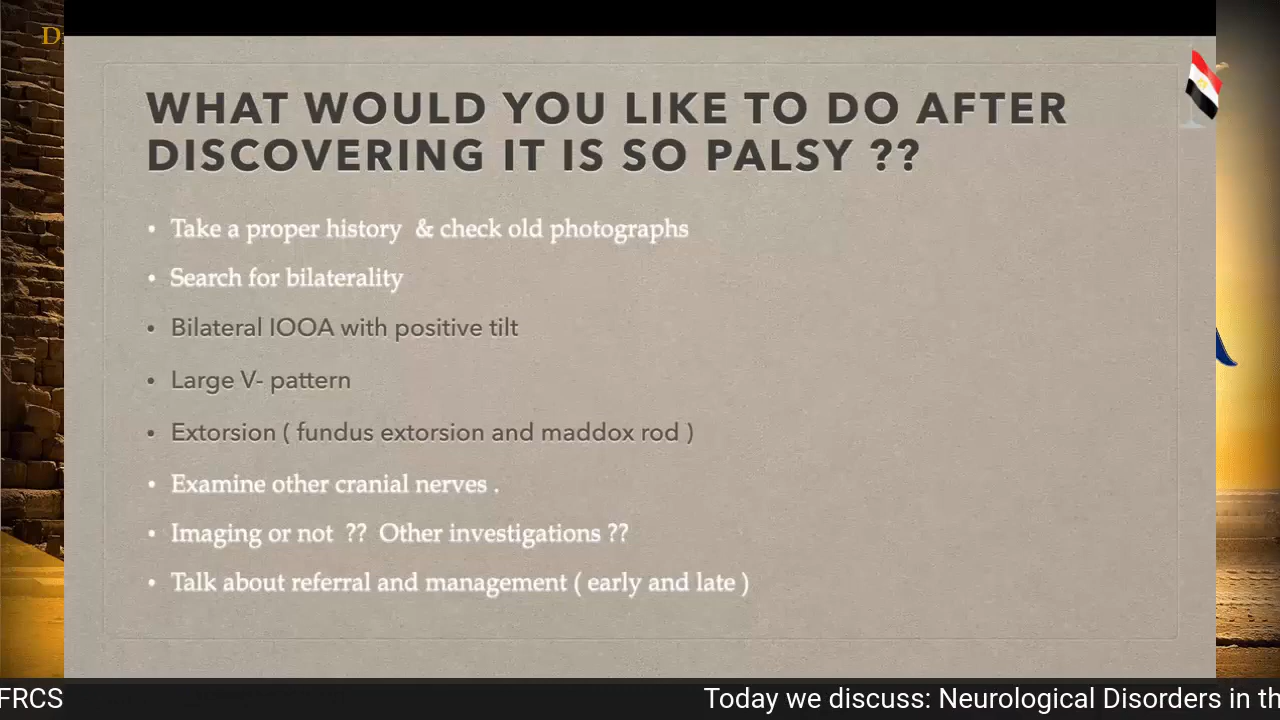 WHAT WOULD YOU LIKE TO DO AFTER
DISCOVERING IT IS SO PALSY ??
• Take a proper history & check old photographs
• Search for bilaterality
• Bilateral IOOA with positive tilt
• Large V- pattern
• Extorsion ( fundus extorsion and maddox rod )
• Examine other cranial nerves .
• Imaging or not ?? Other investigations ??
• Talk about referral and management ( early and late )
FRCS
Today we discuss: Neurological Disorders in th